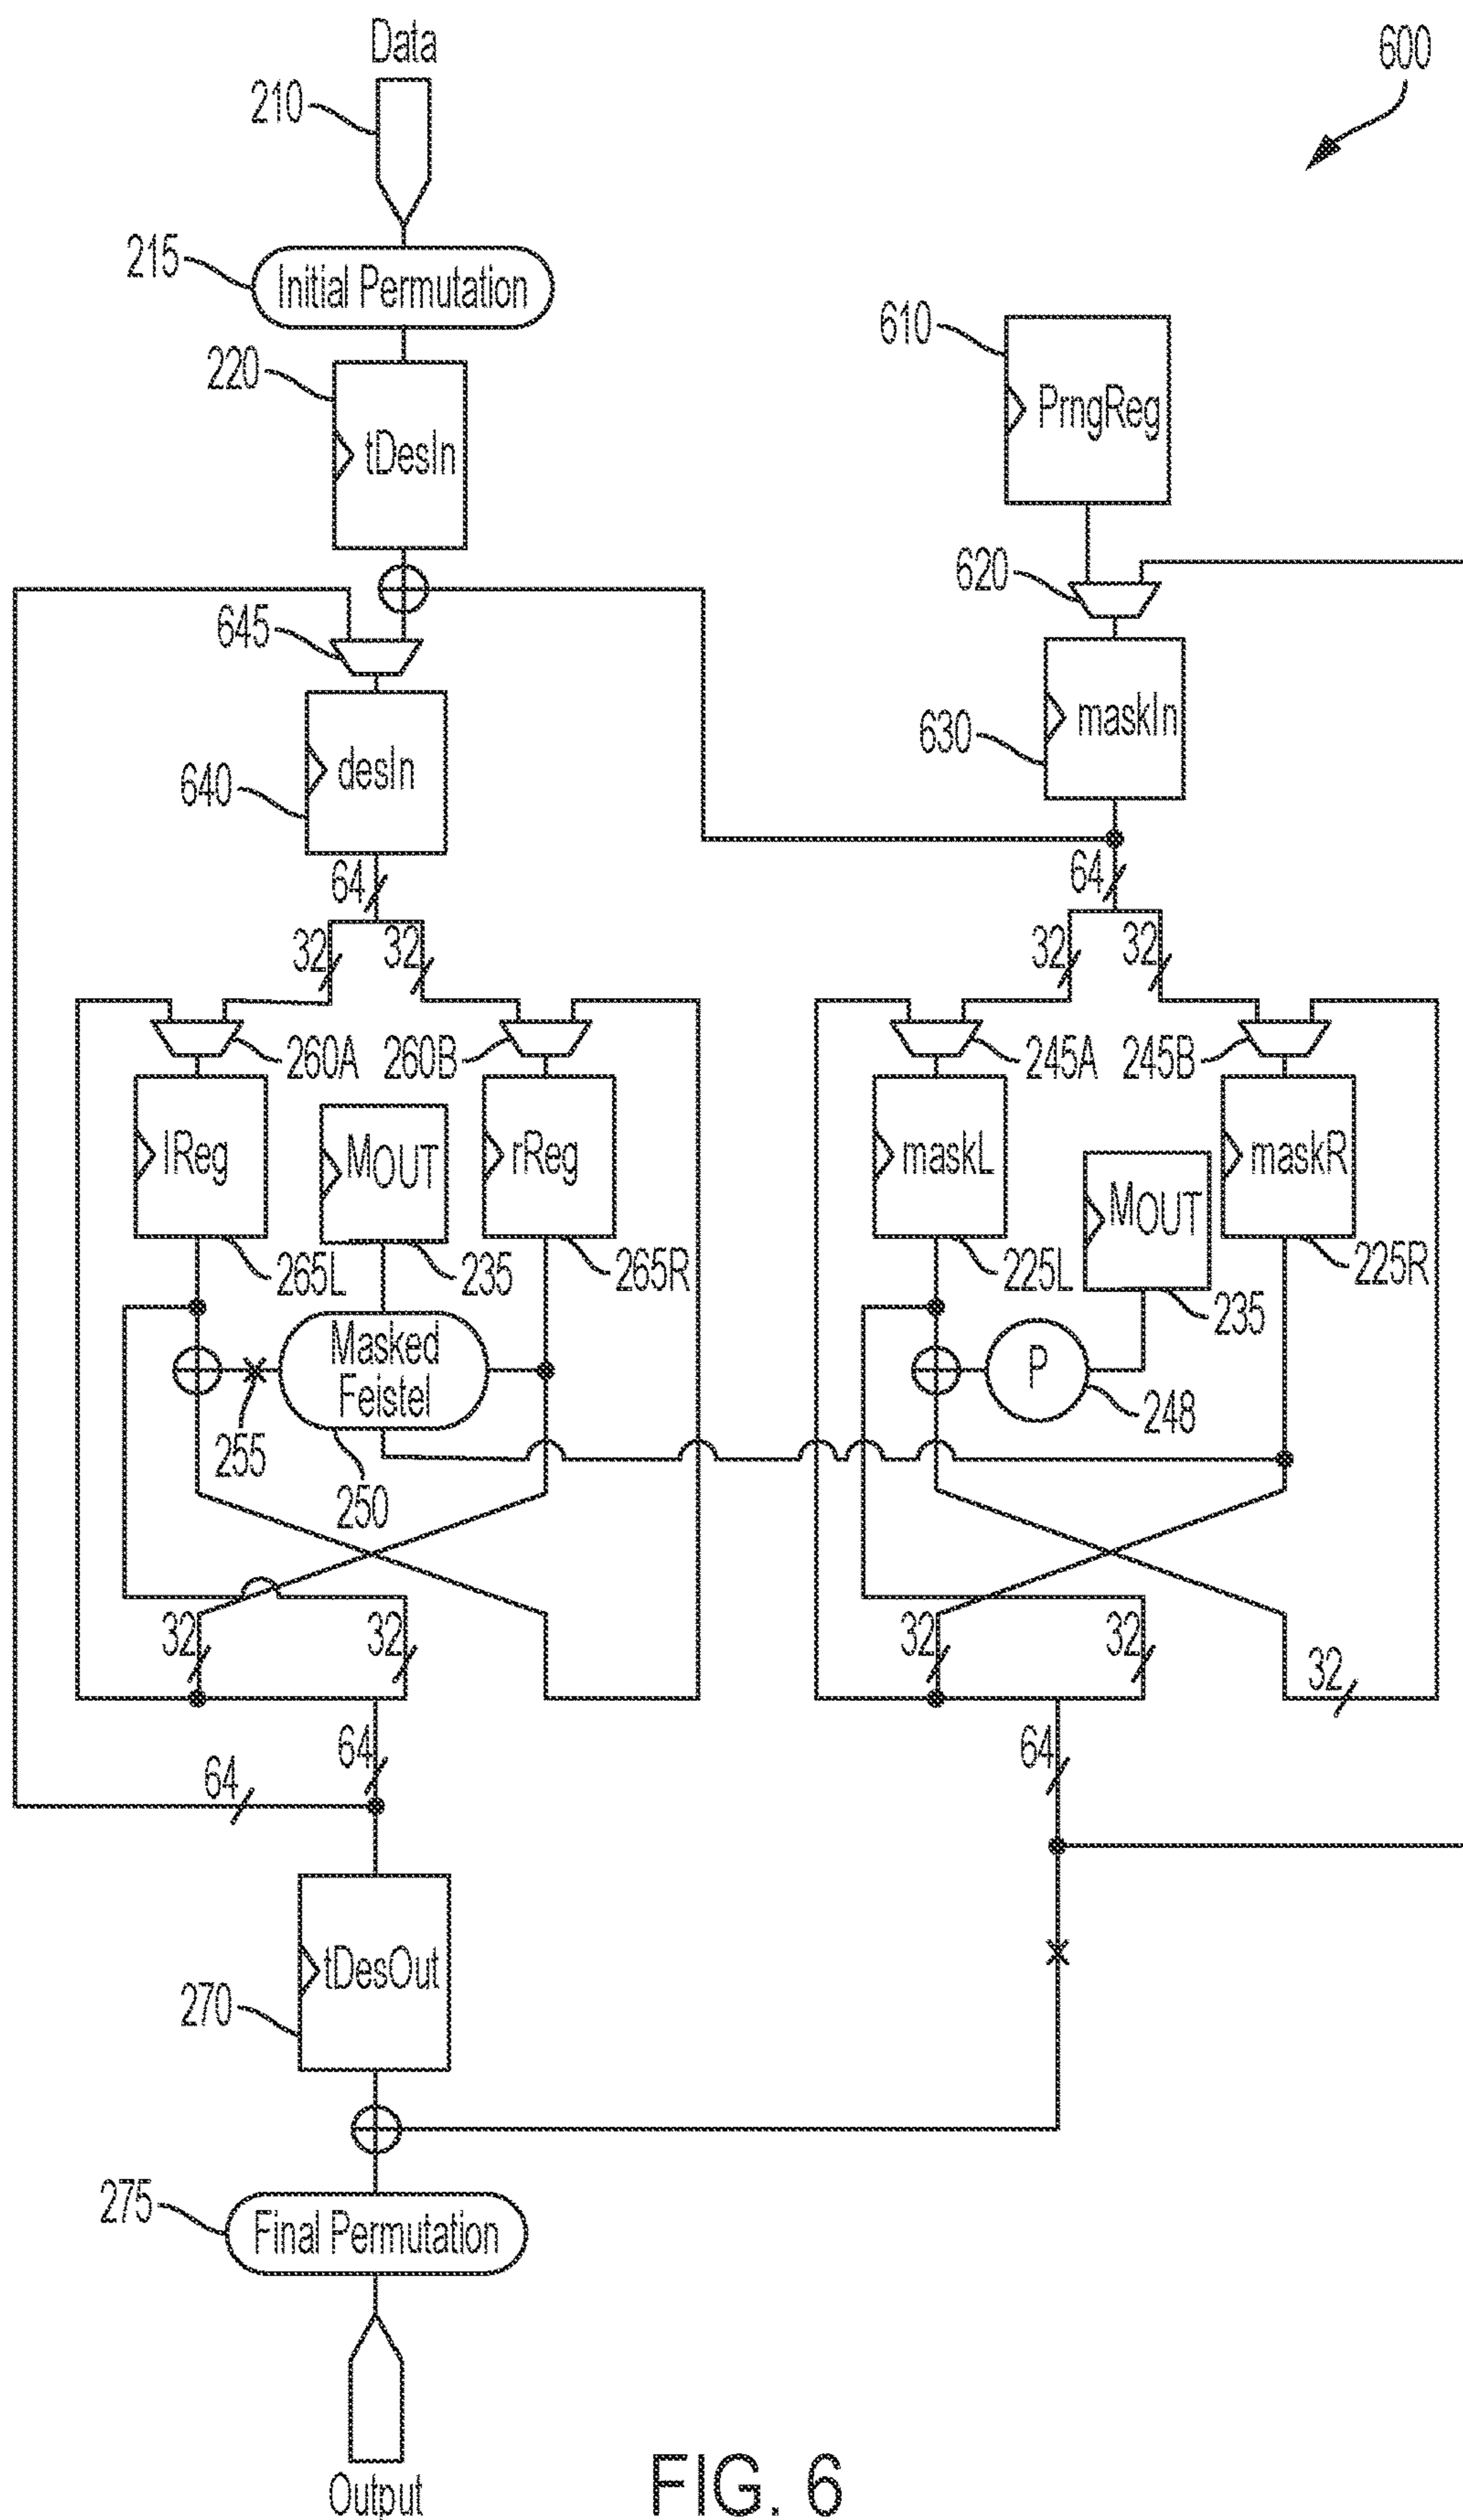 Data
600
210
215
Initial Permutation
220
tDesIn
610
PrngReg
620
645
desIn
640
maskIn
630
64
64
32
32
32
32
260A
260B
245A
245B
lReg
MOUT
rReg
maskL
MOUT
maskR
265L
235
265R
225L
235
225R
Masked
Feistel
P
255
250
248
32
32
32
32
32
64
64
64
tDesOut
270
275
Final Permutation
Output
FIG. 6